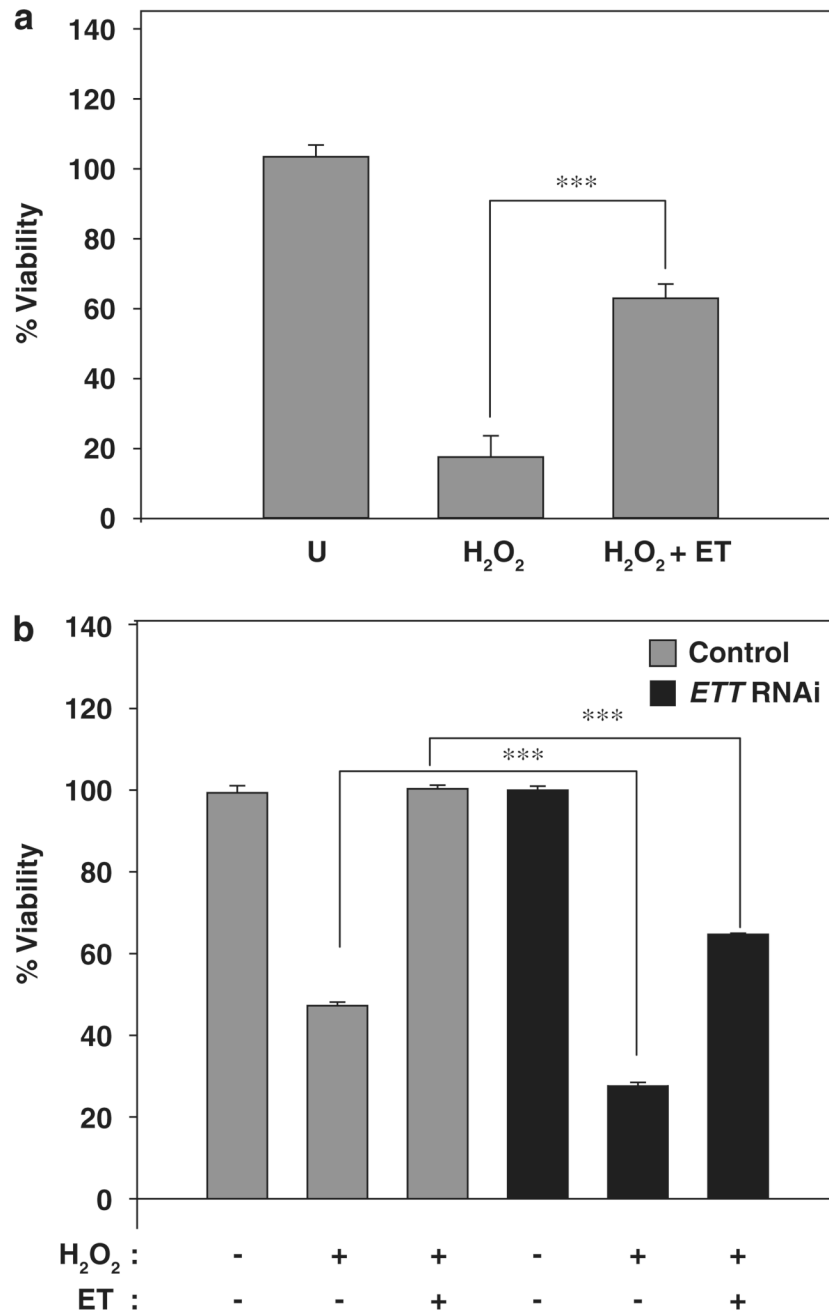 a
140
120
100
80
60
40
20
0
% Viability
***
U H₂O₂ H₂O₂ + ET
b
140
120
100
80
60
40
20
0
% Viability
Control
ETT RNAi
***
***
H₂O₂ : - + + - + +
ET : - - + - - +